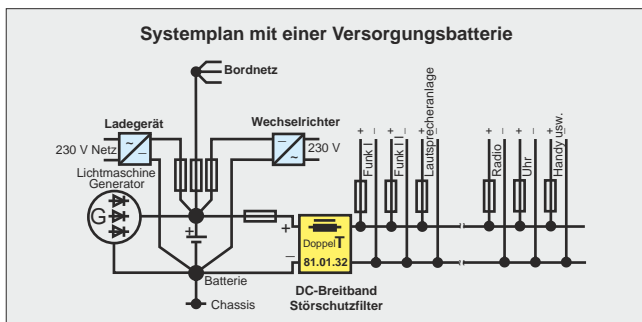 Systemplan mit einer Versorgungsbatterie
Bordnetz
Ladegerät
Wechselrichter
230 V Netz
~
–
–
~
230 V
Lichtmaschine
Generator
G
+
Batterie
Chassis
+
–
Doppel T
81.01.32
DC-Breitband
Störschutzfilter
+ –
Funk I
+ –
Funk I I
+ –
Lautsprecheranlage
+ –
Radio
+ –
Uhr
+ –
Handy usw.